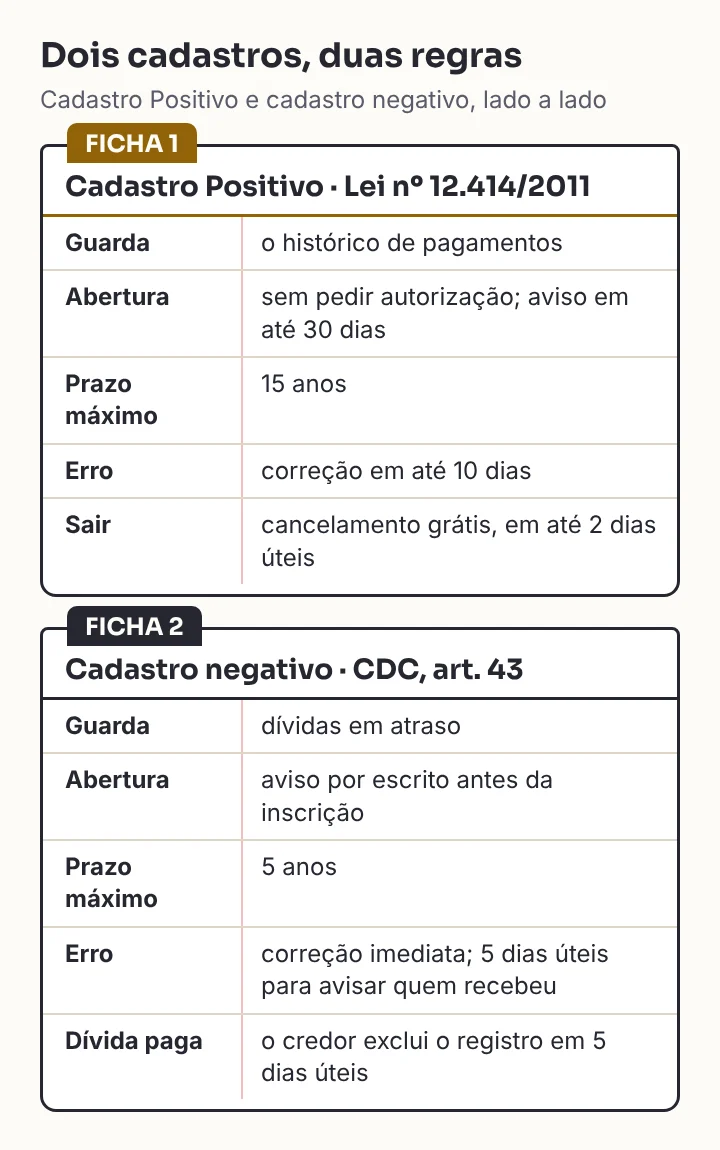 Dois cadastros, duas regras
Cadastro Positivo e cadastro negativo, lado a lado
FICHA 1
Cadastro Positivo · Lei nº 12.414/2011
Guarda
o histórico de pagamentos
Abertura
sem pedir autorização; aviso em
até 30 dias
Prazo
máximo
15 anos
Erro
correção em até 10 dias
Sair
cancelamento grátis, em até 2 dias
úteis
FICHA 2
Cadastro negativo · CDC, art. 43
Guarda
dívidas em atraso
Abertura
aviso por escrito antes da
inscrição
Prazo
máximo
5 anos
Erro
correção imediata; 5 dias úteis
para avisar quem recebeu
Dívida paga
o credor exclui o registro em 5
dias úteis